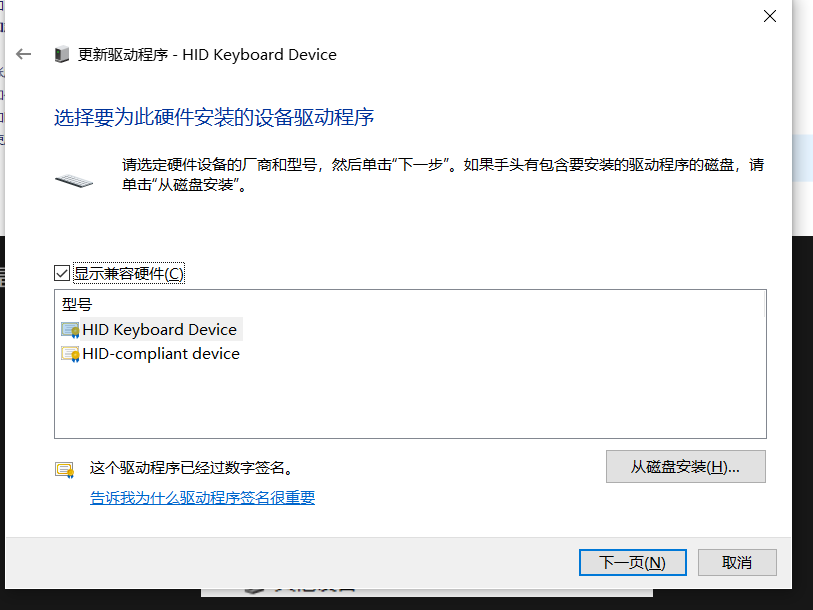 更新驱动程序 - HID Keyboard Device
选择要为此硬件安装的设备驱动程序
请选定硬件设备的厂商和型号，然后单击“下一步”。如果手头有包含要安装的驱动程序的磁盘，请
单击“从磁盘安装”。
显示兼容硬件(C)
型号
HID Keyboard Device
HID-compliant device
这个驱动程序已经过数字签名。
从磁盘安装(H)...
告诉我为什么驱动程序签名很重要
下一页(N)
取消